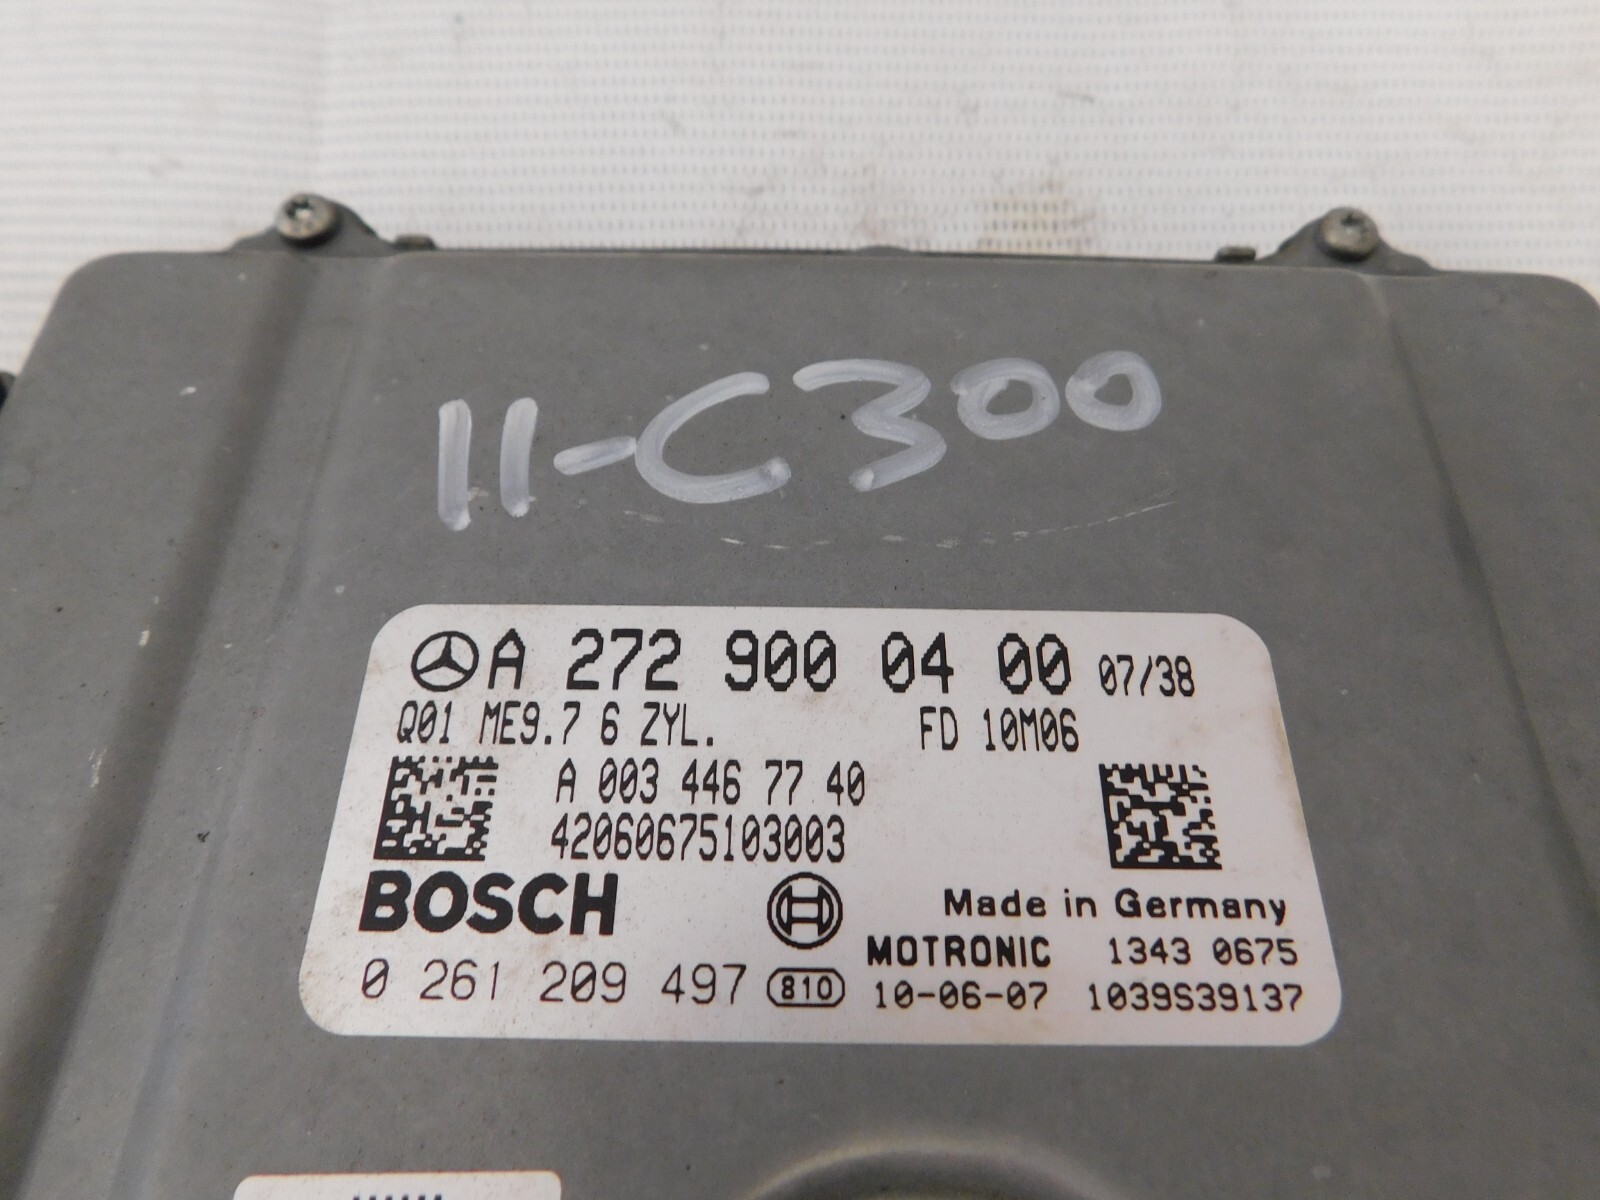 11-C300
A 272 900 04 00 07/38
Q01 ME9.7 6 ZYL. FD 10M06
A 003 446 77 40
42060675103003
BOSCH
Made in Germany
MOTRONIC 1343 0675
0 261 209 497 810 10-06-07 1039S39137